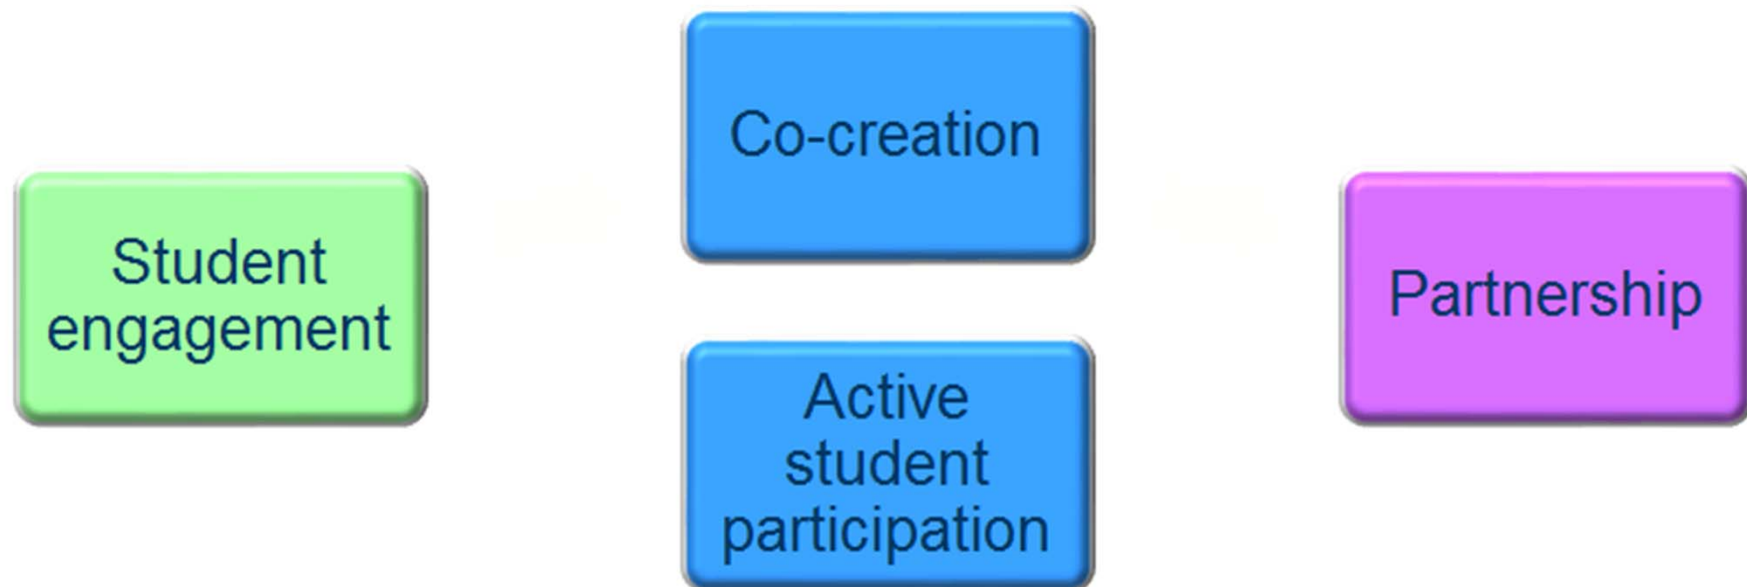 Student
engagement
Co-creation
Active
student
participation
Partnership